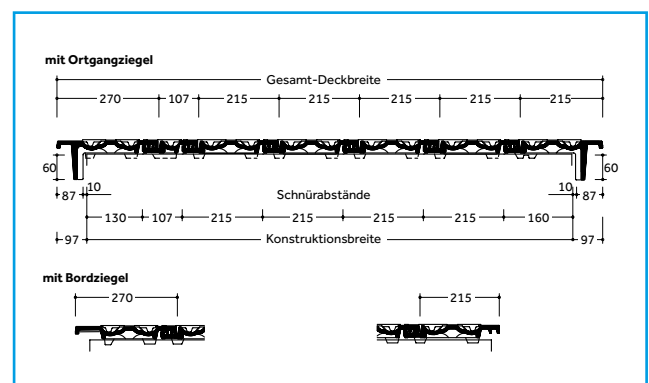 mit Ortgangziegel
Gesamt-Deckbreite
270 107 215 215 215 215 215
60 60
87 10 Schnürabstände 10 87
130 107 215 215 215 215 160
97 Konstruktionsbreite 97
mit Bordziegel
270 215